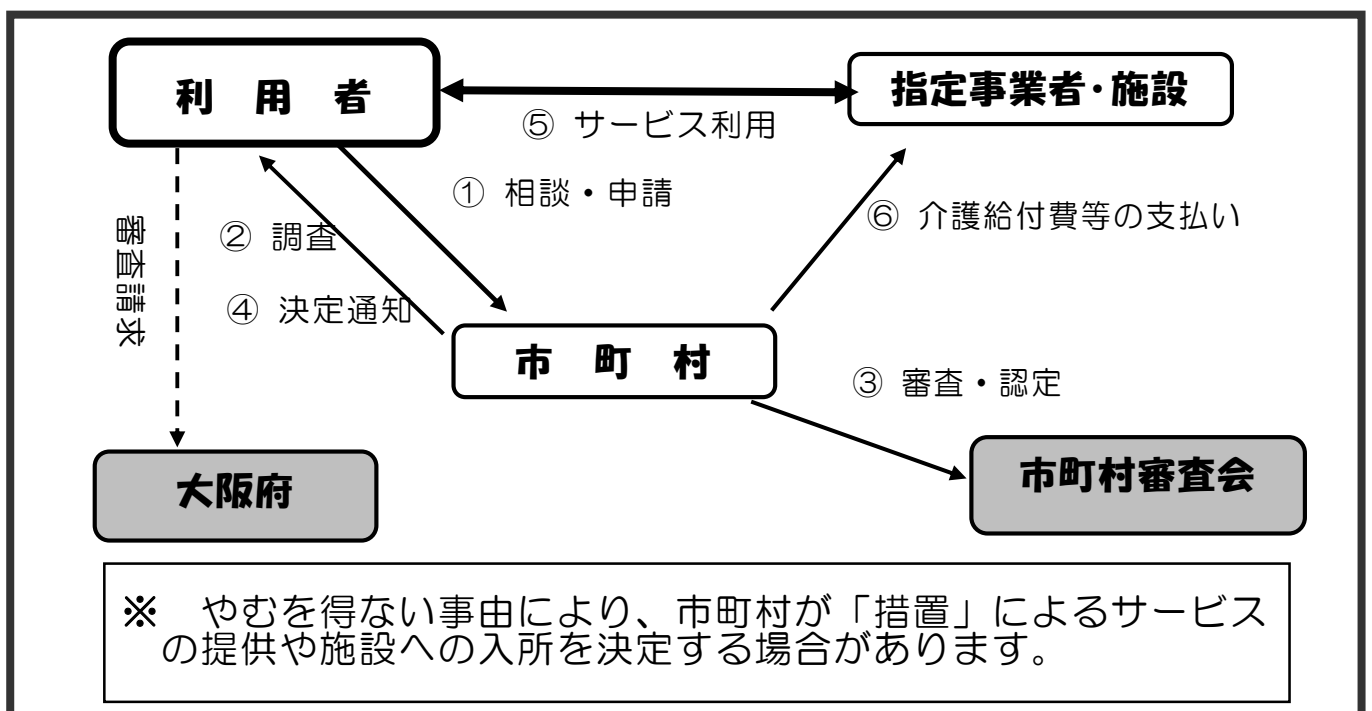 利 用 者
指定事業者・施設
⑤ サービス利用
① 相談・申請
② 調査
⑥ 介護給付費等の支払い
審査請求
④ 決定通知
市 町 村
③ 審査・認定
大阪府
市町村審査会
※ やむを得ない事由により、市町村が「措置」によるサービス
の提供や施設への入所を決定する場合があります。